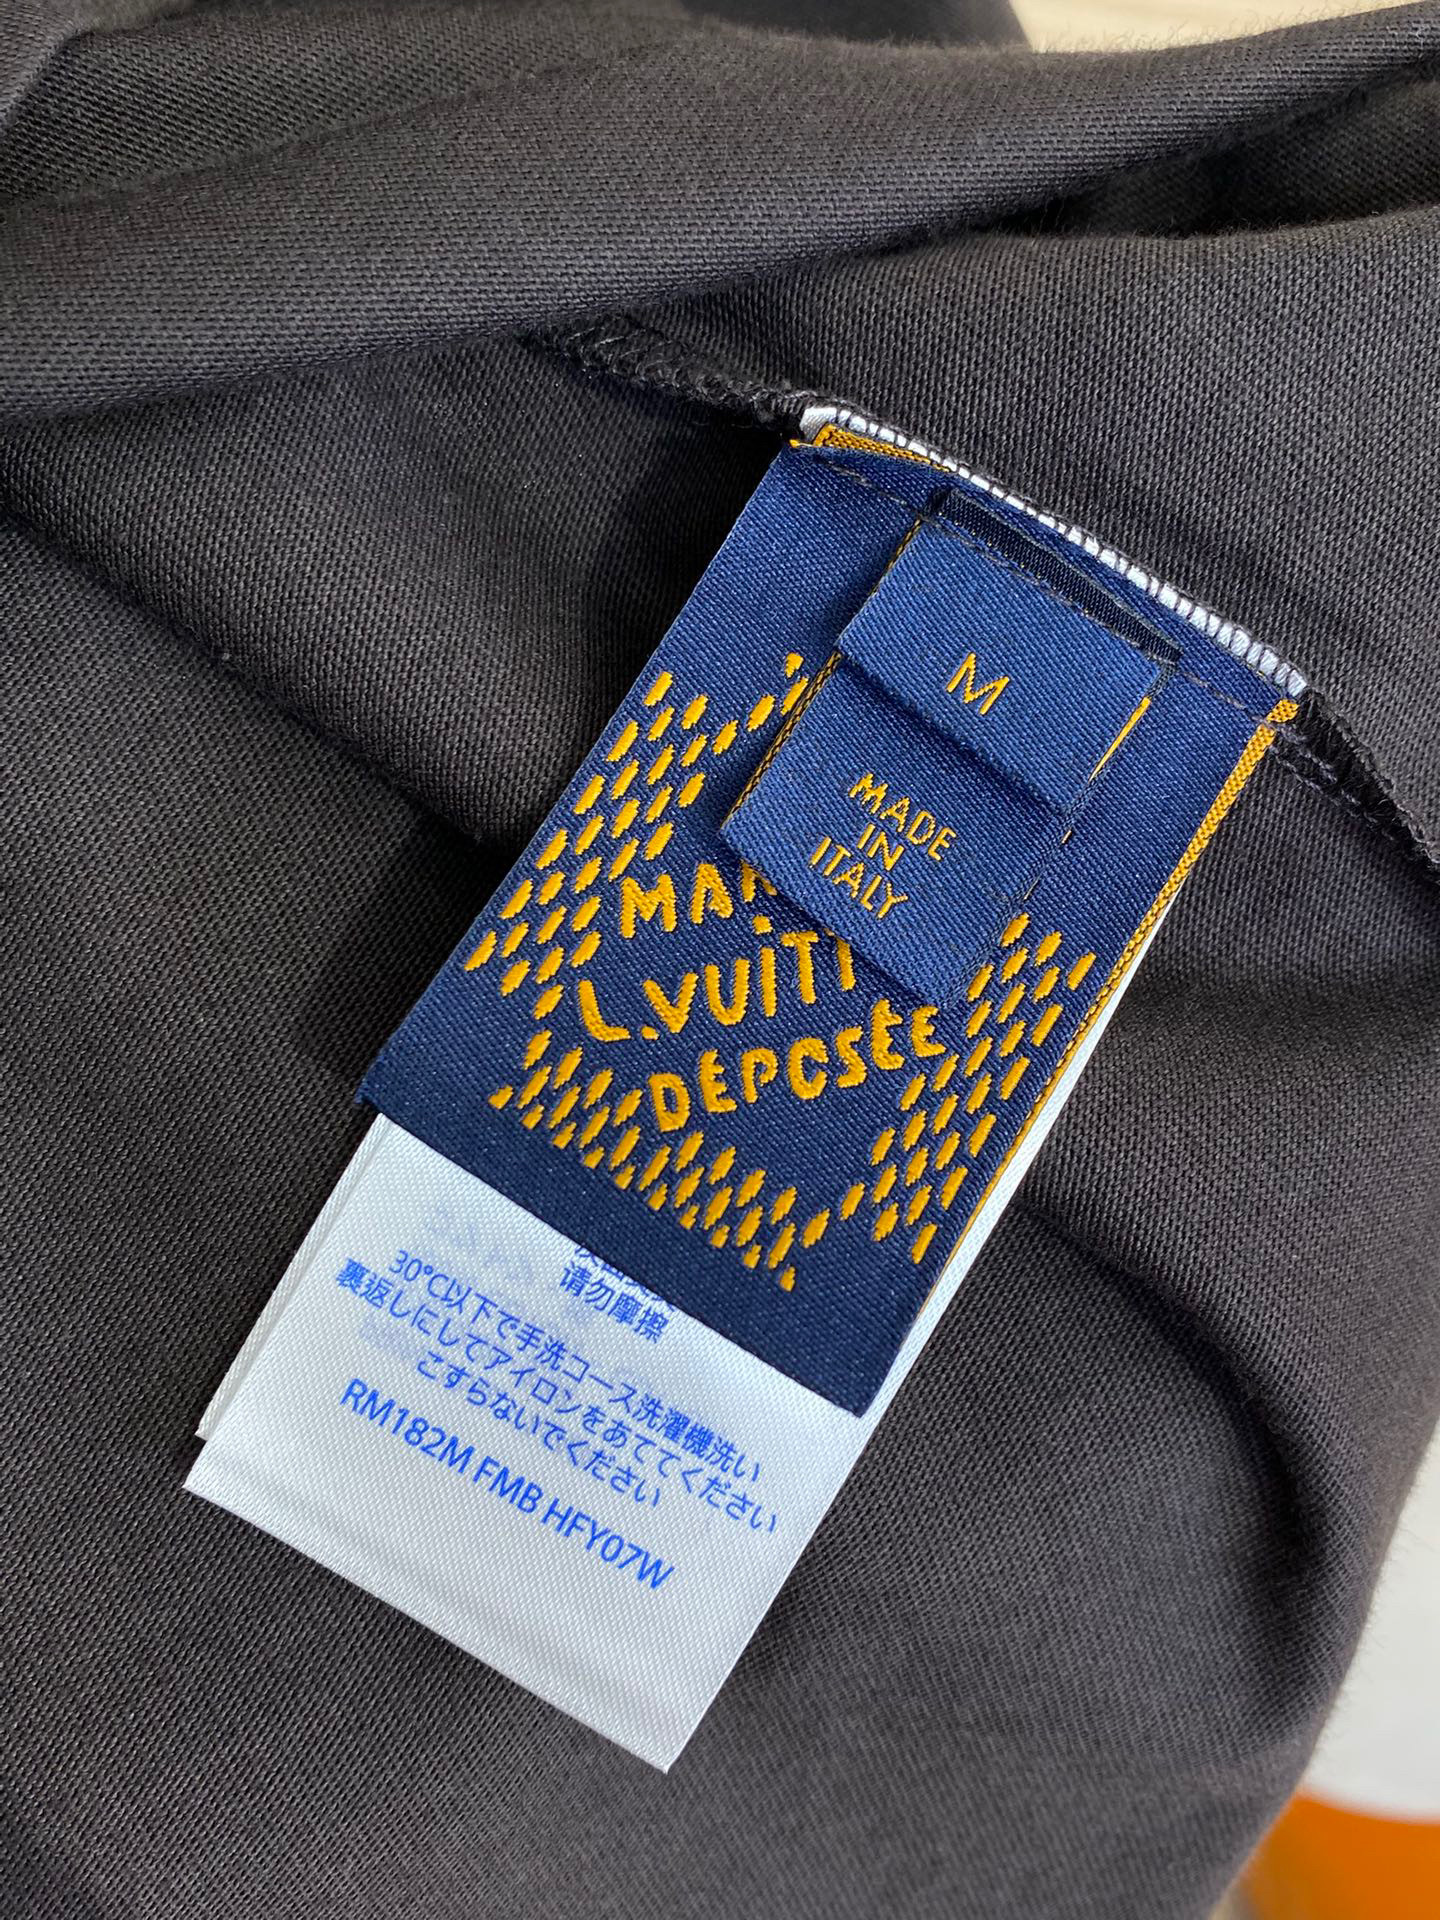 M
MADE
IN
ITALY
L.VUITT
DEPOSEE
请勿摩擦
30°C以下で手洗コース洗濯機洗い
裏返しにしてアイロンをあててください
こすらないでください
RM182M FMB HFY07W